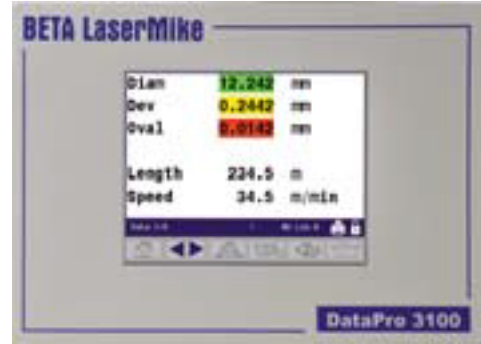 BETA LaserMike
Diam 12.242 mm
Dev 0.2442 mm
Oval 0.0142 mm
Length 234.5 m
Speed 34.5 m/min
DataPro 3100